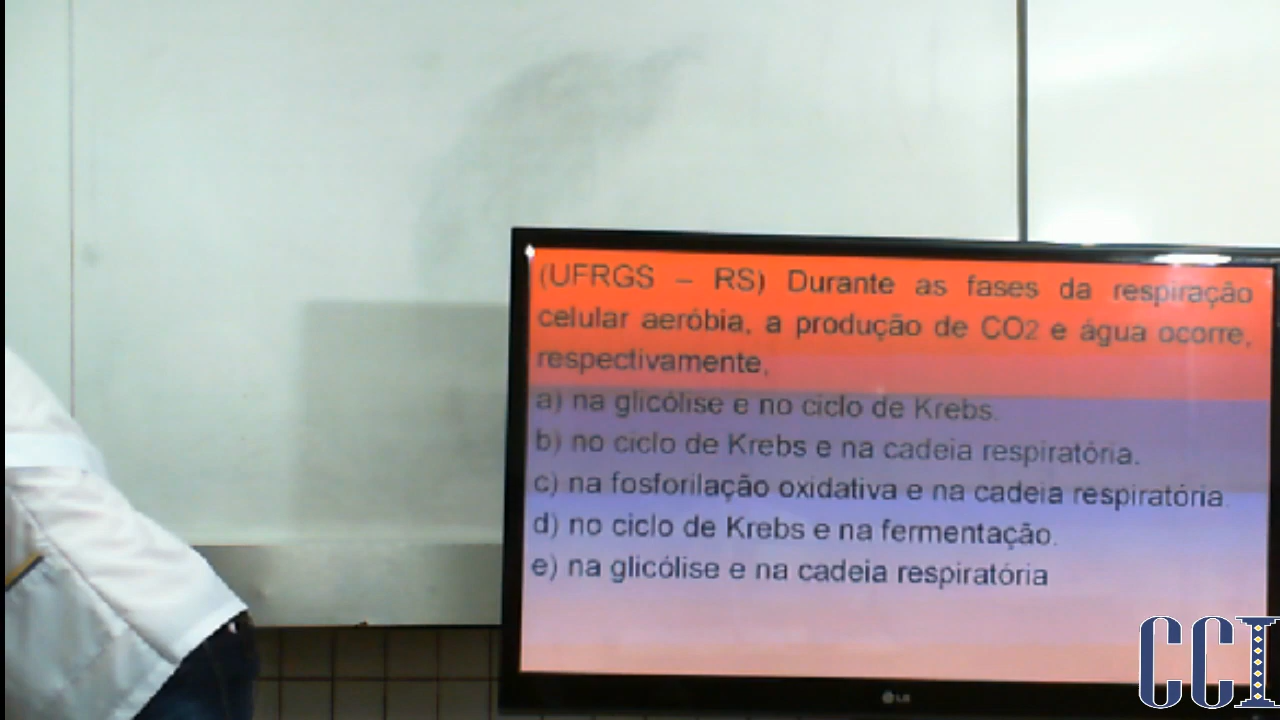 (UFRGS – RS) Durante as fases da respiração
celular aeróbia, a produção de CO2 e água ocorre,
respectivamente,
a) na glicólise e no ciclo de Krebs.
b) no ciclo de Krebs e na cadeia respiratória.
c) na fosforilação oxidativa e na cadeia respiratória.
d) no ciclo de Krebs e na fermentação.
e) na glicólise e na cadeia respiratória
LG
CCI